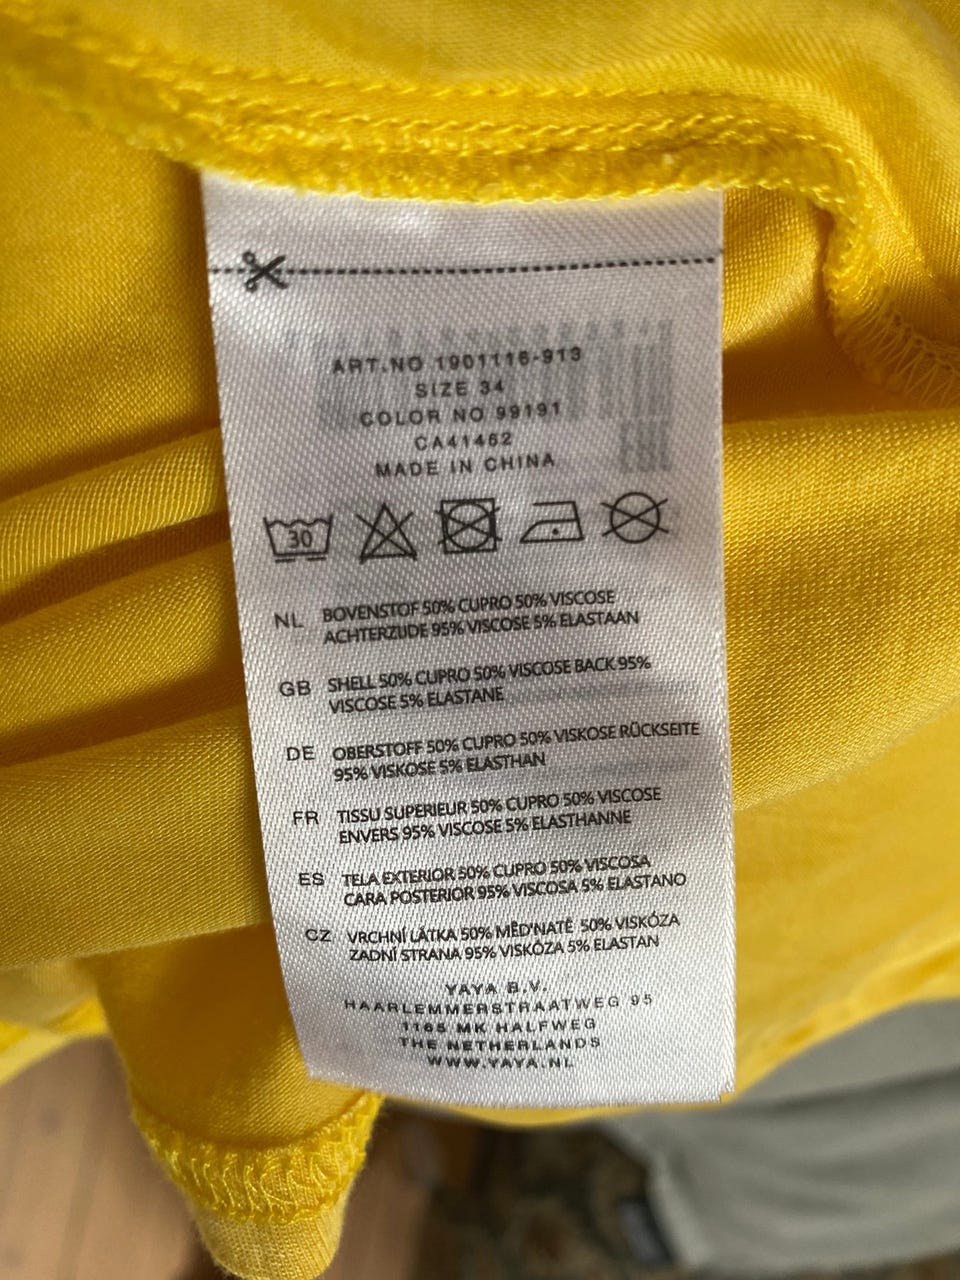 ART.NO 1901116-913
SIZE 34
COLOR NO 99191
CA41462
MADE IN CHINA
30
NL BOVENSTOF 50% CUPRO 50% VISCOSE
ACHTERZIJDE 95% VISCOSE 5% ELASTAAN
GB SHELL 50% CUPRO 50% VISCOSE BACK 95%
VISCOSE 5% ELASTANE
DE OBERSTOFF 50% CUPRO 50% VISKOSE RÜCKSEITE
95% VISKOSE 5% ELASTHAN
FR TISSU SUPERIEUR 50% CUPRO 50% VISCOSE
ENVERS 95% VISCOSE 5% ELASTHANNE
ES TELA EXTERIOR 50% CUPRO 50% VISCOSA
CARA POSTERIOR 95% VISCOSA 5% ELASTANO
CZ VRCHNÍ LÁTKA 50% MĚĎNATÉ 50% VISKÓZA
ZADNÍ STRANA 95% VISKÓZA 5% ELASTAN
YAYA B.V.
HAARLEMMERSTRAATWEG 95
1165 MK HALFWEG
THE NETHERLANDS
WWW.YAYA.NL